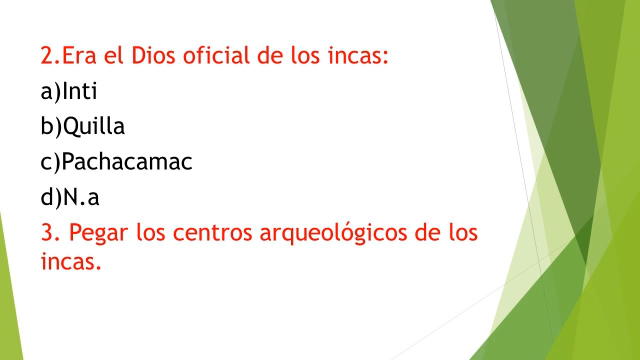 2.Era el Dios oficial de los incas:
a)Inti
b)Quilla
c)Pachacamac
d)N.a
3. Pegar los centros arqueológicos de los
incas.